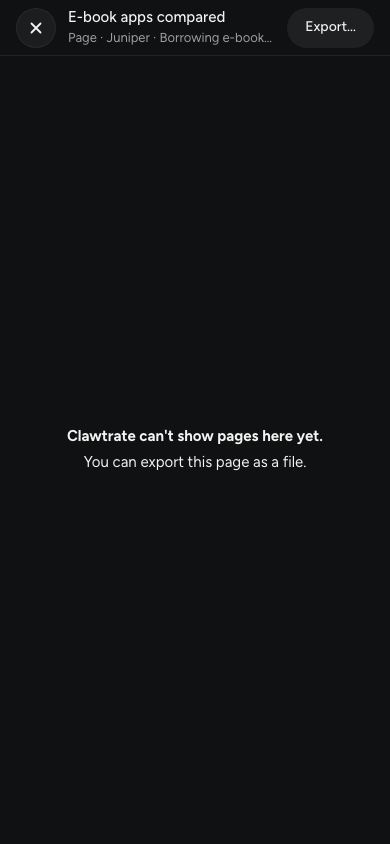 E-book apps compared
Page · Juniper · Borrowing e-book...
Export...
Clawtrate can't show pages here yet.
You can export this page as a file.